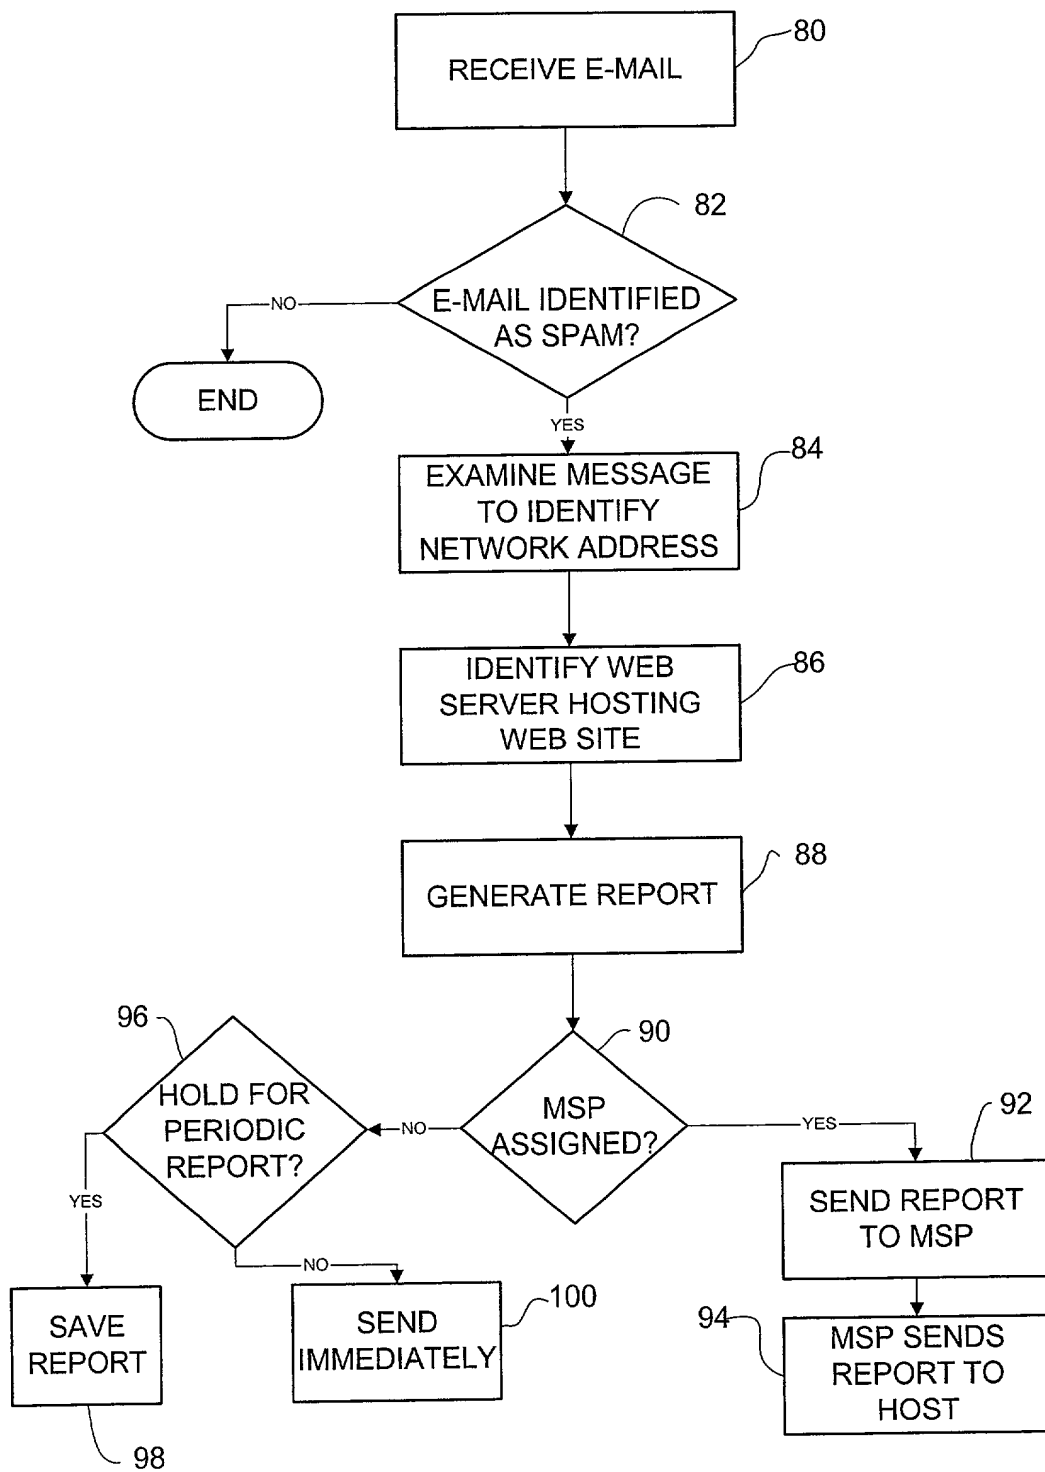 80
RECEIVE E-MAIL
82
E-MAIL IDENTIFIED
AS SPAM?
NO
END
YES
84
EXAMINE MESSAGE
TO IDENTIFY
NETWORK ADDRESS
86
IDENTIFY WEB
SERVER HOSTING
WEB SITE
88
GENERATE REPORT
96
90
HOLD FOR
PERIODIC
REPORT?
NO
MSP
ASSIGNED?
YES
92
SEND REPORT
TO MSP
YES
NO
SAVE
REPORT
98
SEND
IMMEDIATELY
100
94
MSP SENDS
REPORT TO
HOST